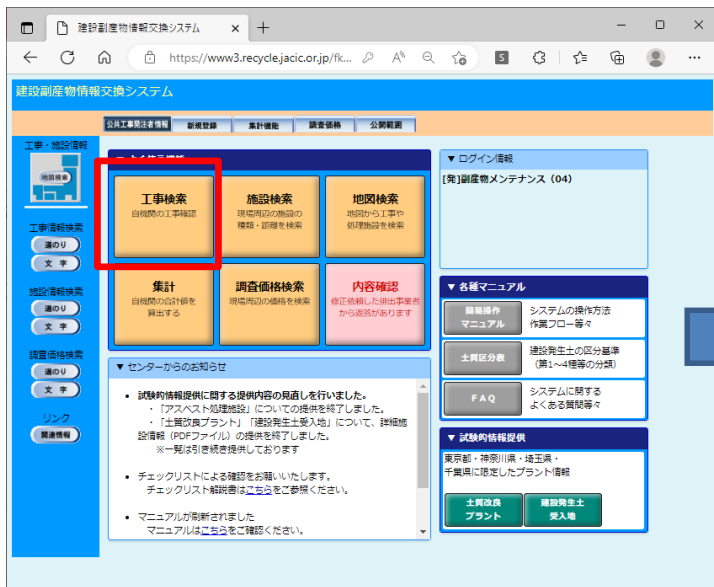 建設副産物情報交換システム
https://www3.recycle.jacic.or.jp/fk...
建設副産物情報交換システム
公共工事発注者情報 新規登録 集計機能 調査価格 公開範囲
工事・施設情報
地図検索
工事情報検索
道のり
文 字
施設情報検索
道のり
文 字
調査価格検索
道のり
文 字
リンク
関連情報
工事検索
自機関の工事確認
施設検索
現場周辺の施設の
種類・距離を検索
地図検索
地図から工事や
処理施設を検索
集計
自機関の合計値を
算出する
調査価格検索
現場周辺の価格を検索
内容確認
修正依頼した排出事業者
から返答があります
▼ センターからのお知らせ
• 試験的情報提供に関する提供内容の見直しを行いました。
・「アスベスト処理施設」についての提供を終了しました。
・「土質改良プラント」「建設発生土受入地」について、詳細施
設情報（PDFファイル）の提供を終了しました。
※一覧は引き続き提供しております
• チェックリストによる確認をお願いいたします。
チェックリスト解説書はこちらをご参照ください。
• マニュアルが刷新されました
マニュアルはこちらをご確認ください。
▼ ログイン情報
[発]副産物メンテナンス（04）
▼ 各種マニュアル
簡易操作
マニュアル
システムの操作方法
作業フロー等々
土質区分表
建設発生土の区分基準
（第1～4種等の分類）
ＦＡＱ
システムに関する
よくある質問等々
▼ 試験的情報提供
東京都・神奈川県・埼玉県・
千葉県に限定したプラント情報
土質改良
プラント
建設発生土
受入地